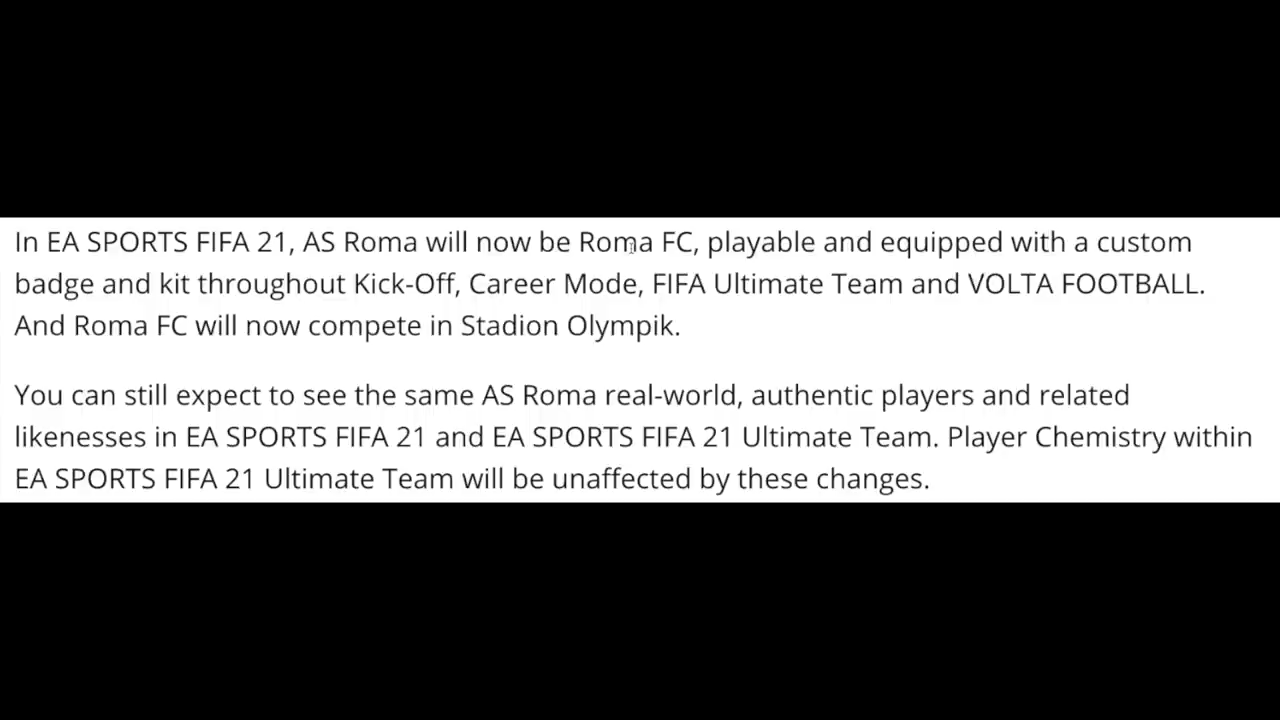 In EA SPORTS FIFA 21, AS Roma will now be Roma FC, playable and equipped with a custom
badge and kit throughout Kick-Off, Career Mode, FIFA Ultimate Team and VOLTA FOOTBALL.
And Roma FC will now compete in Stadion Olympik.
You can still expect to see the same AS Roma real-world, authentic players and related
likenesses in EA SPORTS FIFA 21 and EA SPORTS FIFA 21 Ultimate Team. Player Chemistry within
EA SPORTS FIFA 21 Ultimate Team will be unaffected by these changes.